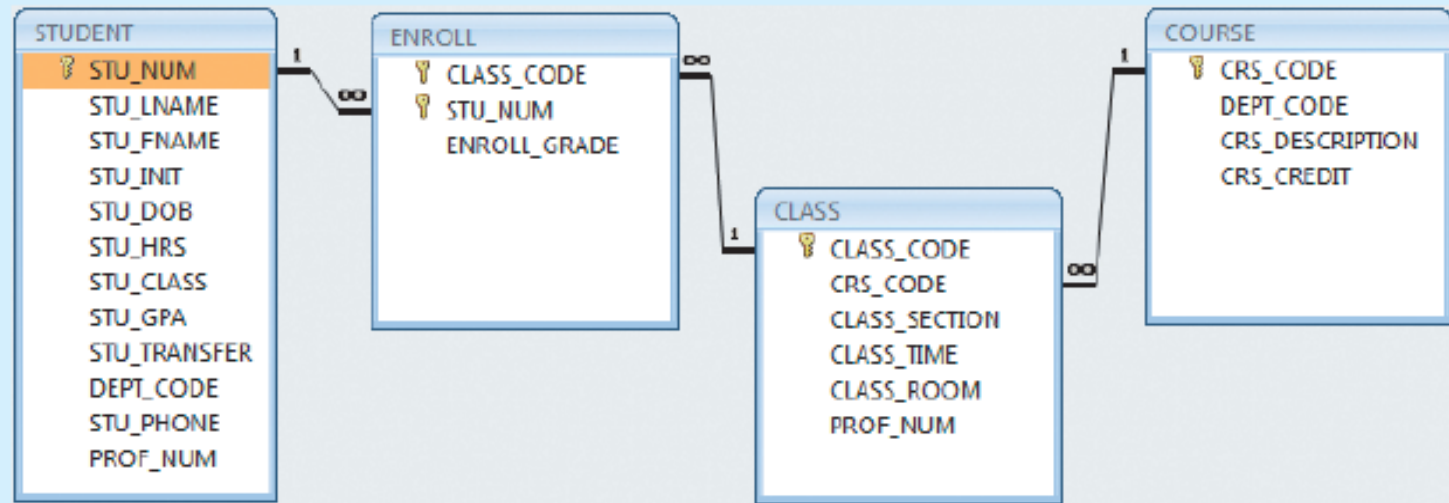 STUDENT
STU_NUM
STU_LNAME
STU_FNAME
STU_INIT
STU_DOB
STU_HRS
STU_CLASS
STU_GPA
STU_TRANSFER
DEPT_CODE
STU_PHONE
PROF_NUM
1
∞
ENROLL
CLASS_CODE
STU_NUM
ENROLL_GRADE
∞
1
CLASS
CLASS_CODE
CRS_CODE
CLASS_SECTION
CLASS_TIME
CLASS_ROOM
PROF_NUM
∞
1
COURSE
CRS_CODE
DEPT_CODE
CRS_DESCRIPTION
CRS_CREDIT